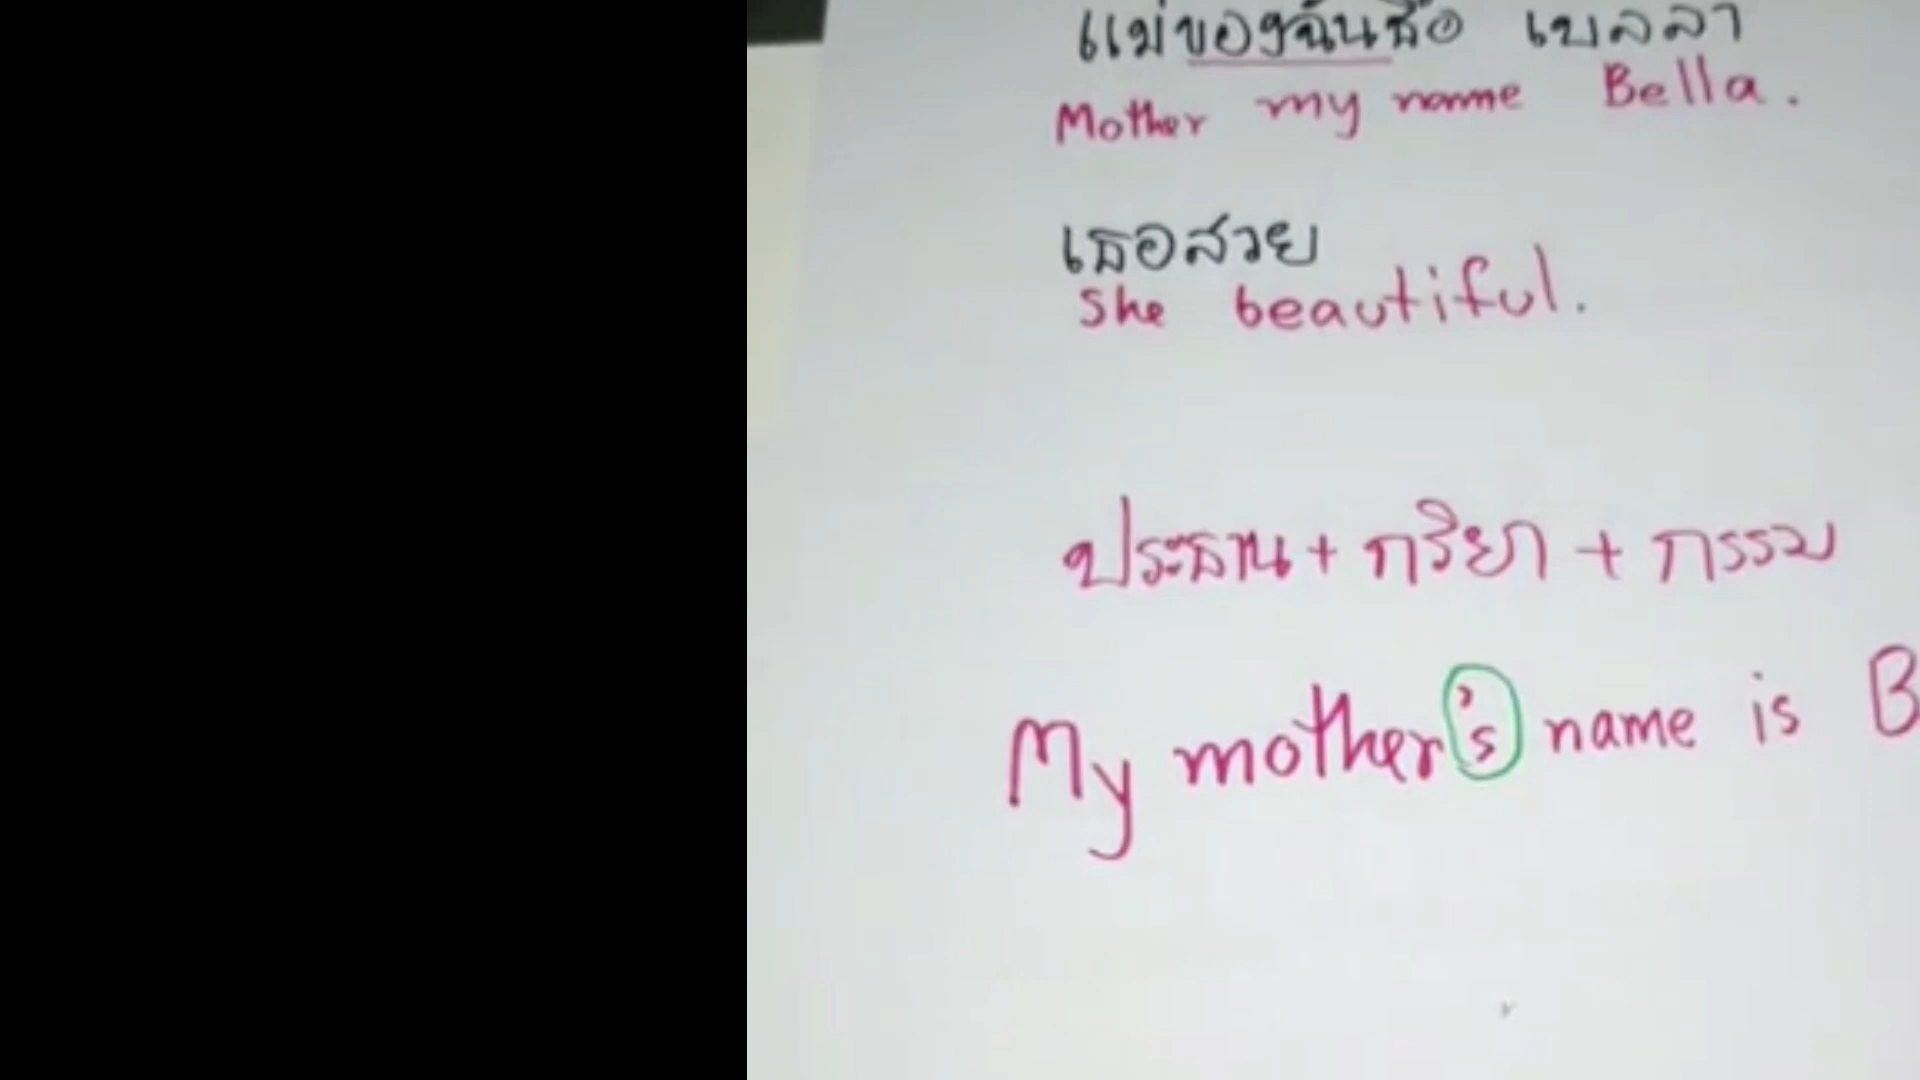 แม่ของฉันชื่อ เบลลา
Mother my name Bella.
เธอสวย
She beautiful.
ประธาน + กริยา + กรรม
My mother's name is B